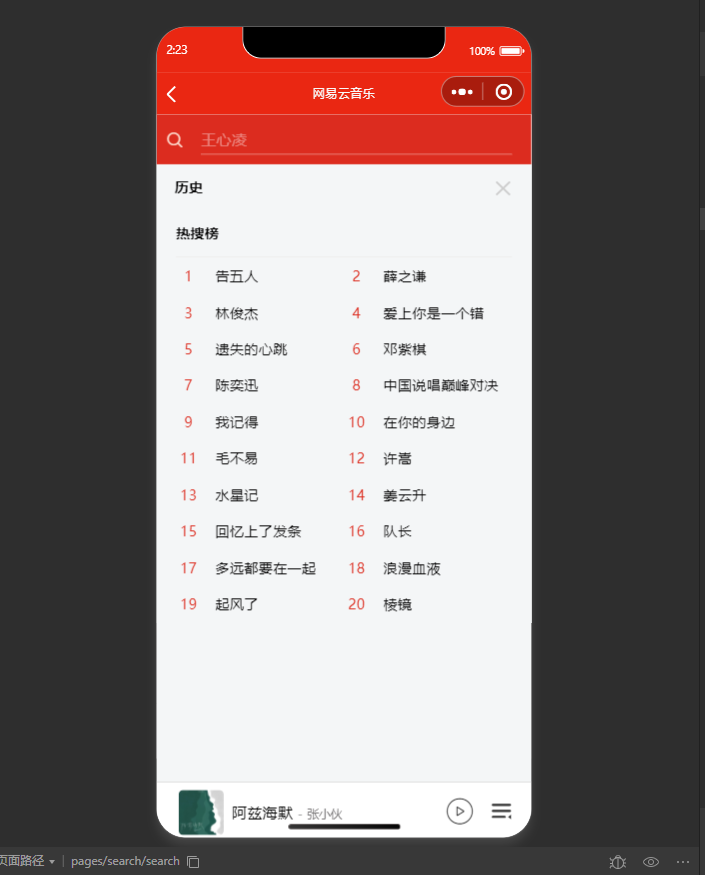 2:23 100%
网易云音乐
王心凌
历史
热搜榜
1 告五人 2 薛之谦
3 林俊杰 4 爱上你是一个错
5 遗失的心跳 6 邓紫棋
7 陈奕迅 8 中国说唱巅峰对决
9 我记得 10 在你的身边
11 毛不易 12 许嵩
13 水星记 14 姜云升
15 回忆上了发条 16 队长
17 多远都要在一起 18 浪漫血液
19 起风了 20 棱镜
阿兹海默 - 张小伙
页面路径 pages/search/search